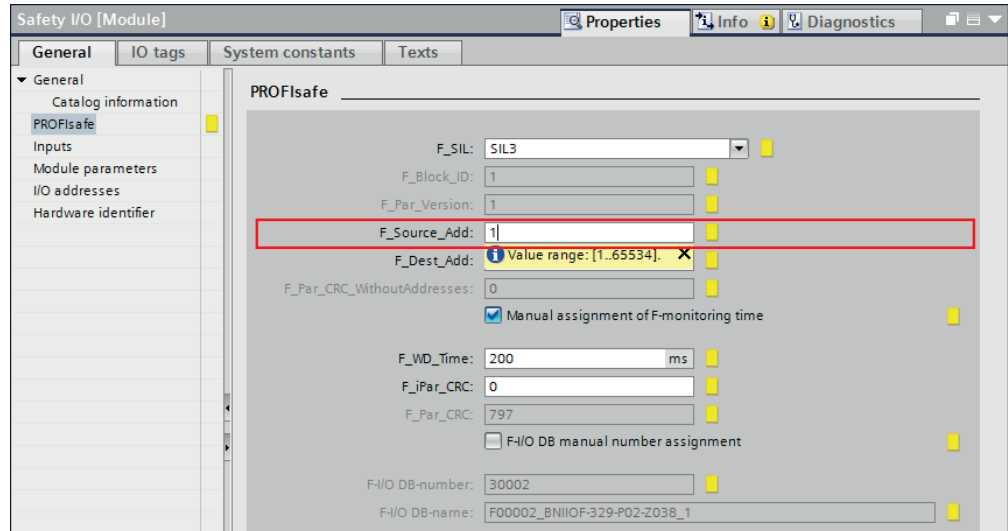 Safety I/O [Module]
Properties
Info
Diagnostics
General
IO tags
System constants
Texts
General
Catalog information
PROFIsafe
Inputs
Module parameters
I/O addresses
Hardware identifier
PROFIsafe
F_SIL: SIL3
F_Block_ID: 1
F_Par_Version: 1
F_Source_Add: 1
F_Dest_Add: Value range: [1..65534].
F_Par_CRC_WithoutAddresses: 0
Manual assignment of F-monitoring time
F_WD_Time: 200 ms
F_iPar_CRC: 0
F_Par_CRC: 797
F-I/O DB manual number assignment
F-I/O DB-number: 30002
F-I/O DB-name: F00002_BNIIOF-329-P02-Z038_1